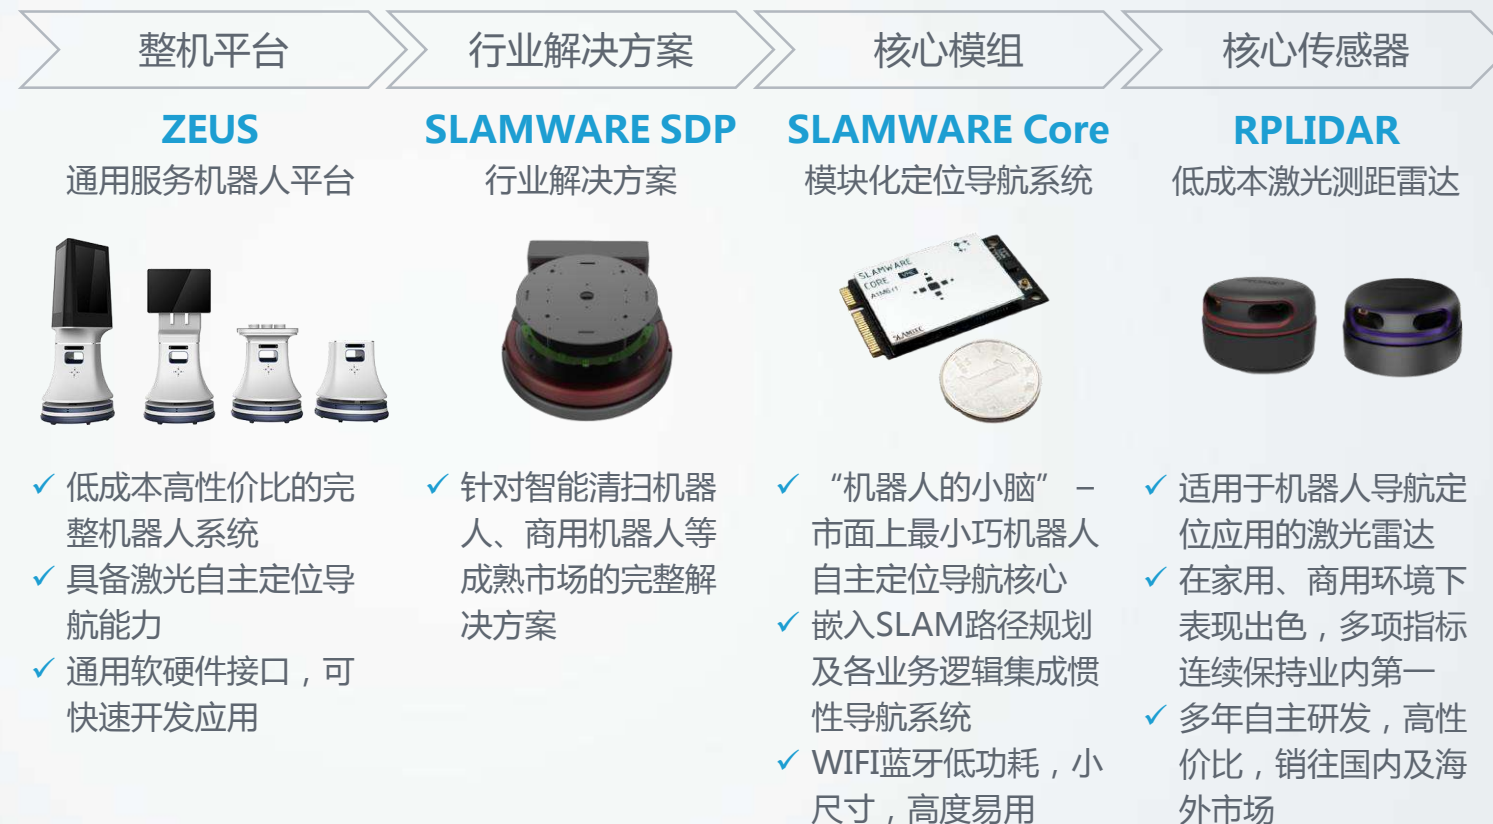 整机平台
行业解决方案
核心模组
核心传感器
ZEUS
通用服务机器人平台
SLAMWARE SDP
行业解决方案
SLAMWARE Core
模块化定位导航系统
RPLIDAR
低成本激光测距雷达
SLAMWARE
CORE
SLAMTEC
✓ 低成本高性价比的完
整机器人系统
✓ 具备激光自主定位导
航能力
✓ 通用软硬件接口，可
快速开发应用
✓ 针对智能清扫机器
人、商用机器人等
成熟市场的完整解
决方案
✓ “机器人的小脑” –
市面上最小巧机器人
自主定位导航核心
✓ 嵌入SLAM路径规划
及各业务逻辑集成惯
性导航系统
✓ WIFI蓝牙低功耗，小
尺寸，高度易用
✓ 适用于机器人导航定
位应用的激光雷达
✓ 在家用、商用环境下
表现出色，多项指标
连续保持业内第一
✓ 多年自主研发，高性
价比，销往国内及海
外市场